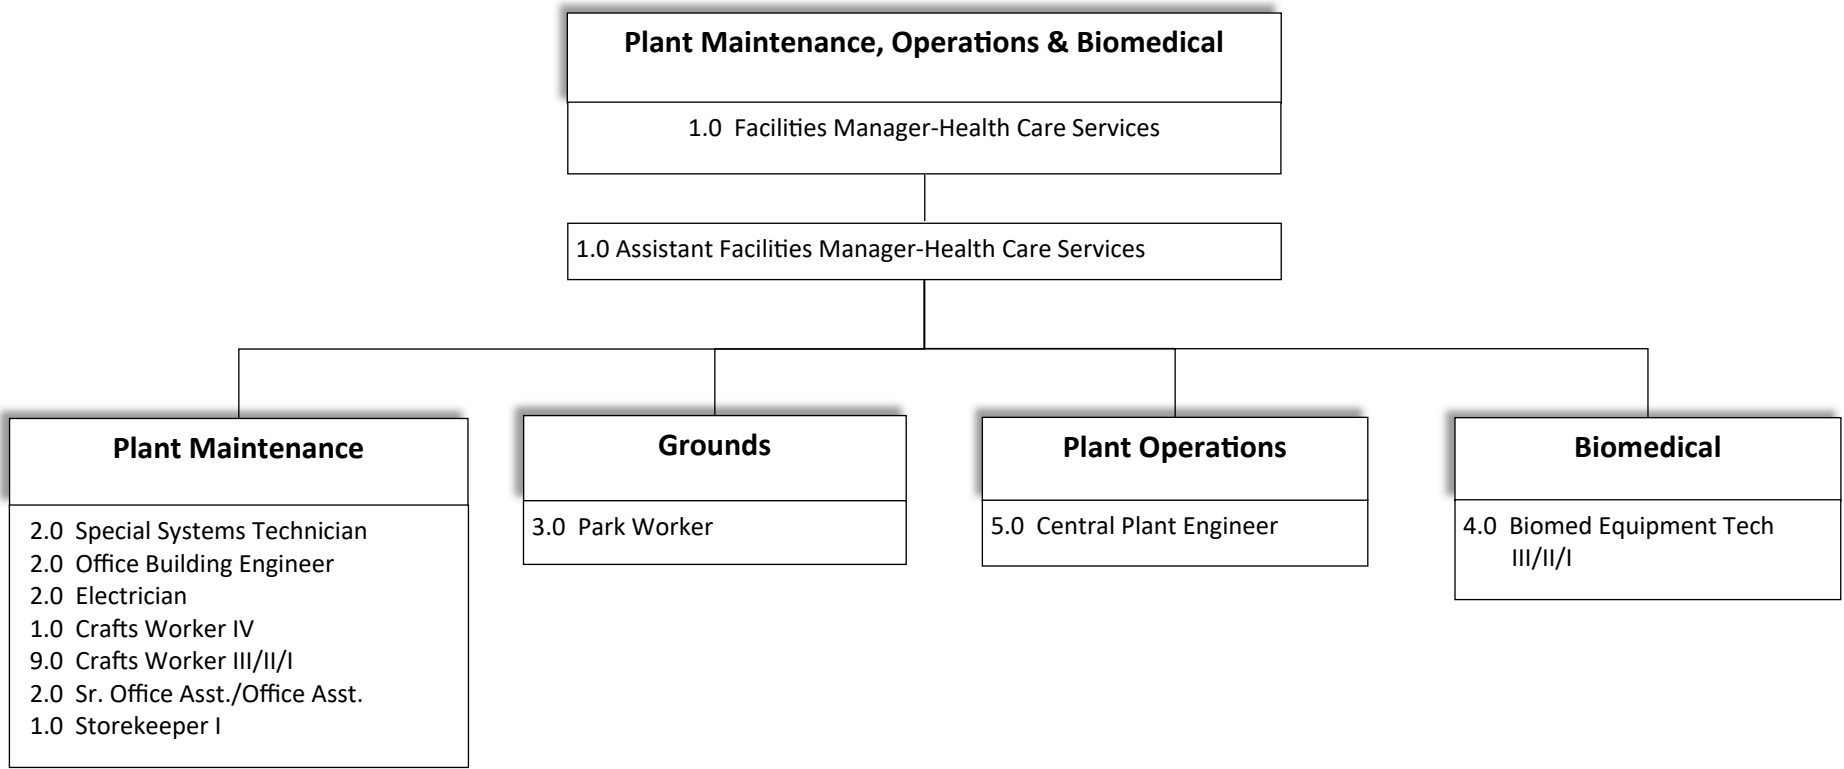 Plant Maintenance, Operations & Biomedical
1.0  Facilities Manager-Health Care Services
1.0 Assistant Facilities Manager-Health Care Services
Plant Maintenance
2.0  Special Systems Technician
2.0  Office Building Engineer
2.0  Electrician
1.0  Crafts Worker IV
9.0  Crafts Worker III/II/I
2.0  Sr. Office Asst./Office Asst.
1.0  Storekeeper I
Grounds
3.0  Park Worker
Plant Operations
5.0  Central Plant Engineer
Biomedical
4.0  Biomed Equipment Tech
III/II/I